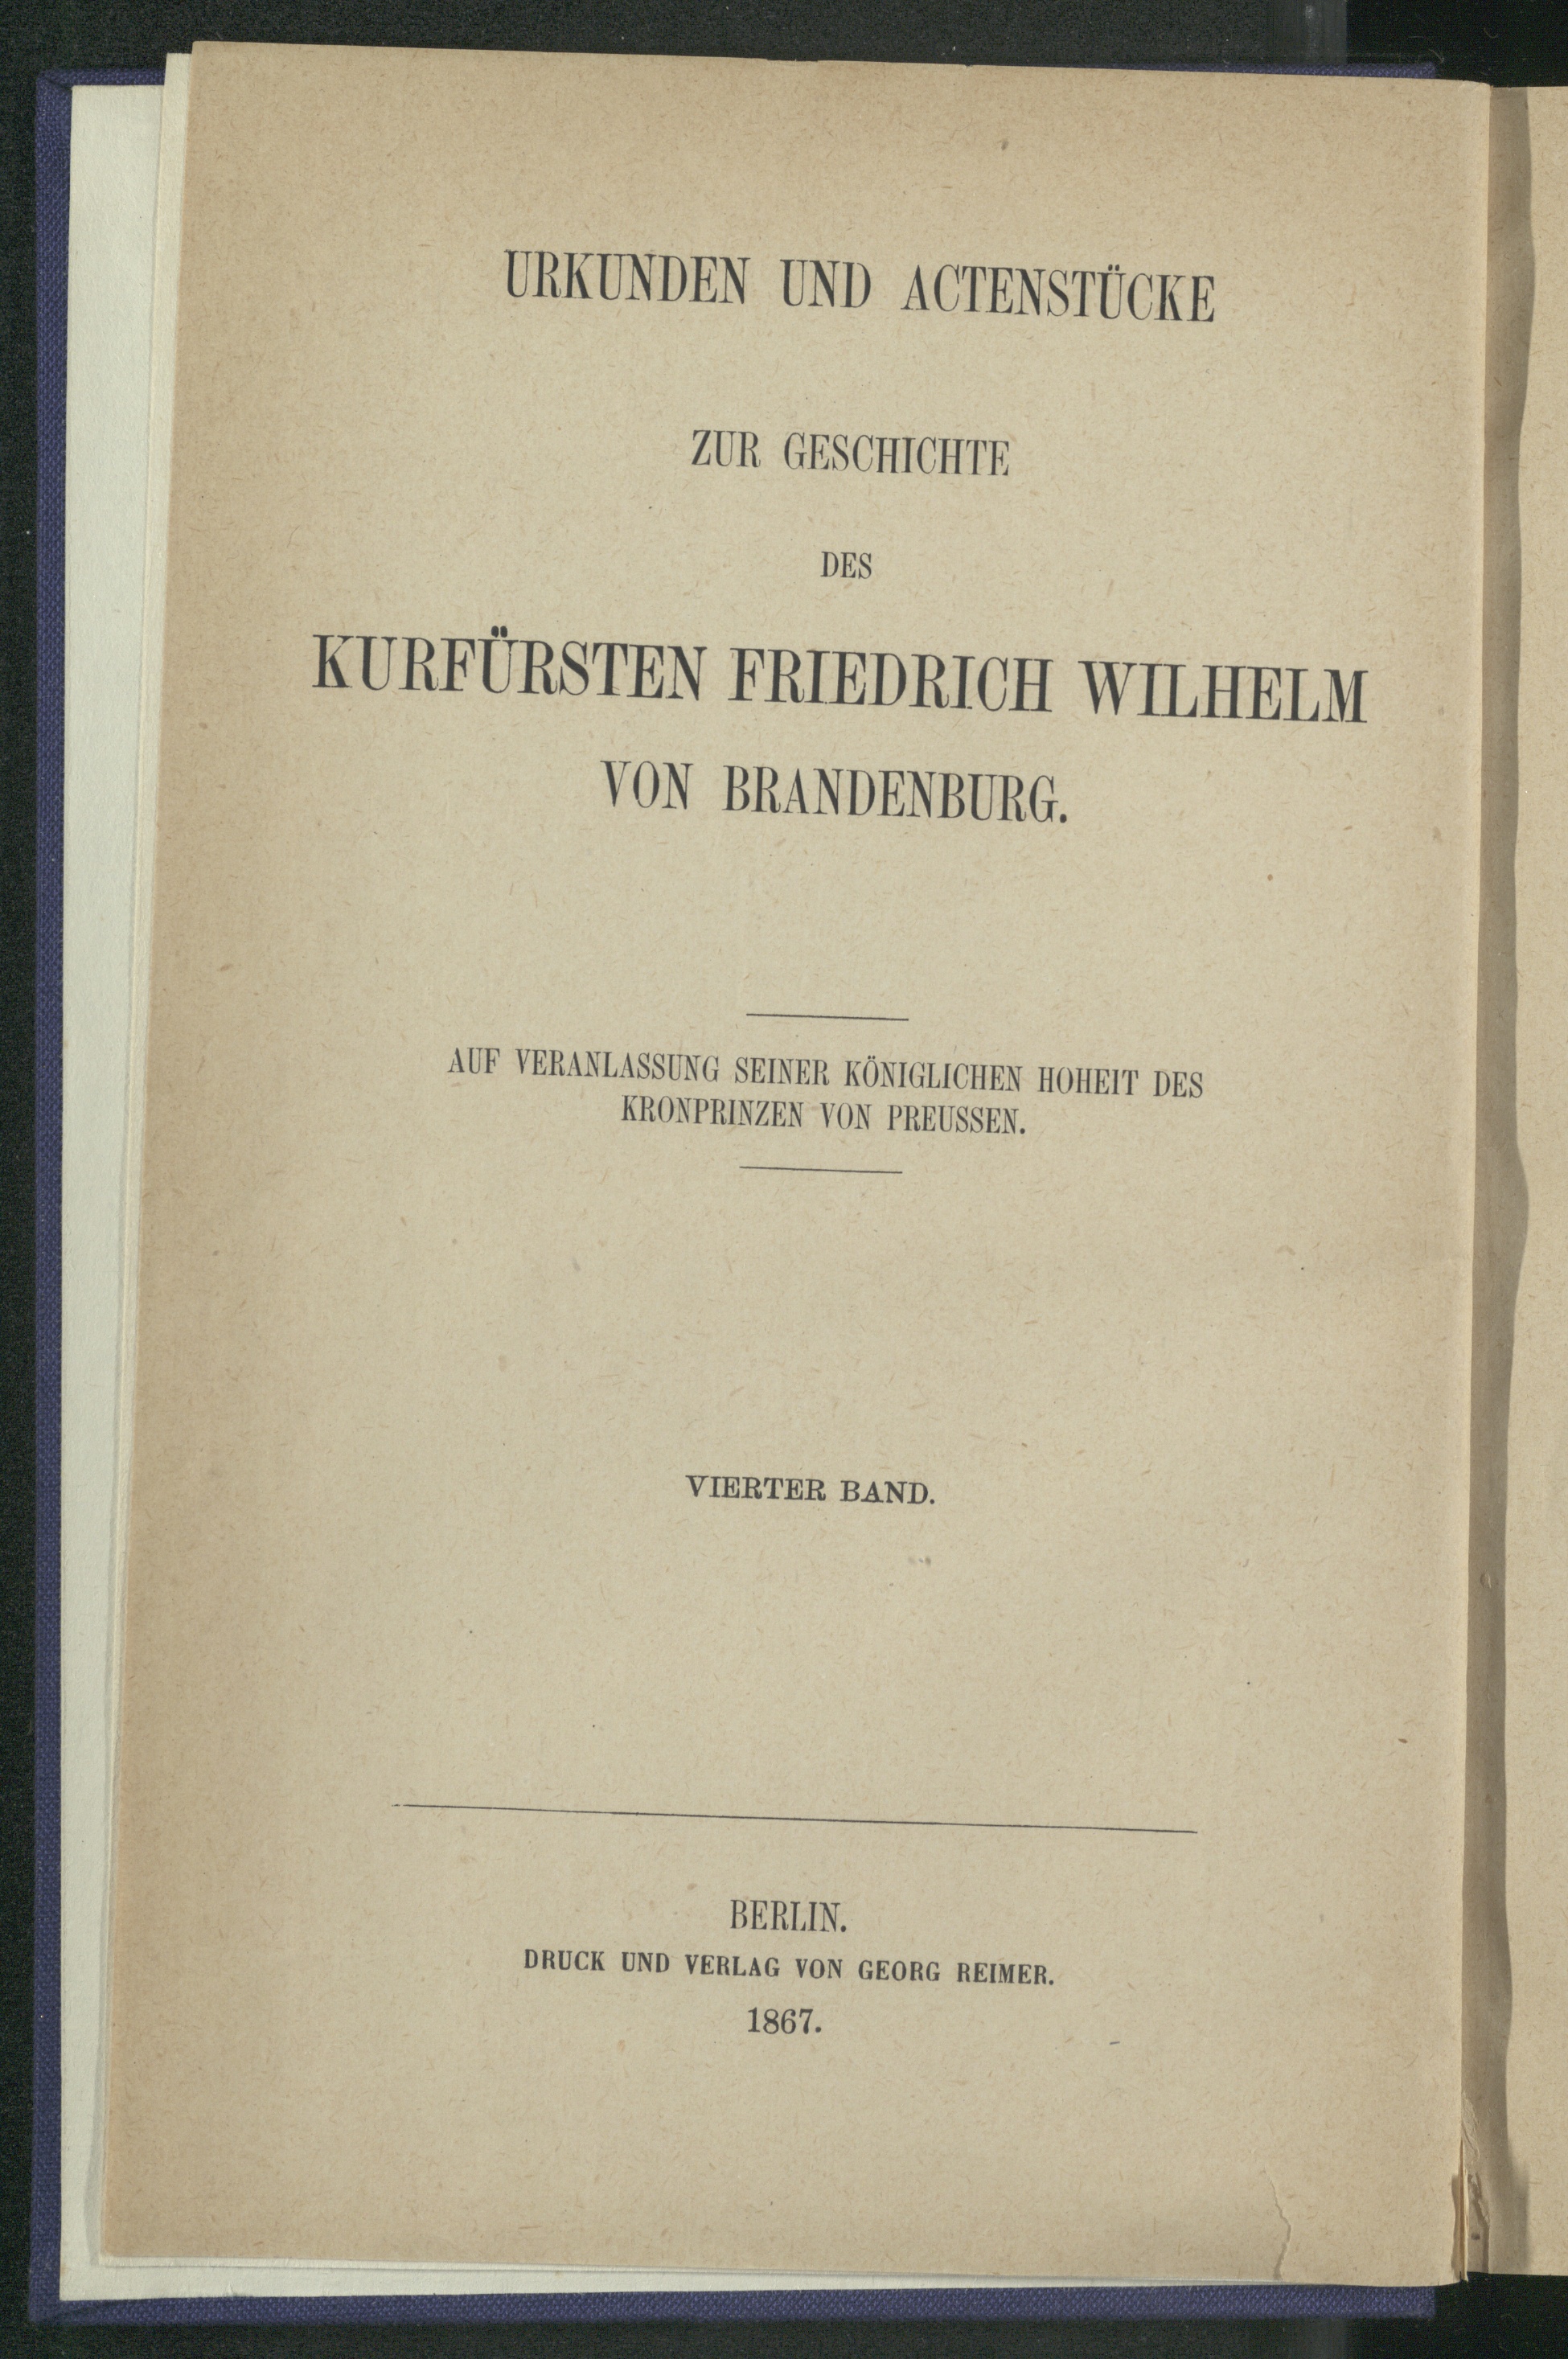 URKUNDEN UND ACTENSTÜCKE
ZUR GESCHICHTE
DES
KURFÜRSTEN FRIEDRICH WILHELM
VON BRANDENBURG.
AUF VERANLASSUNG SEINER KÖNIGLICHEN HOHEIT DES
KRONPRINZEN VON PREUSSEN.
VIERTER BAND.
BERLIN.
DRUCK UND VERLAG VON GEORG REIMER.
1867.